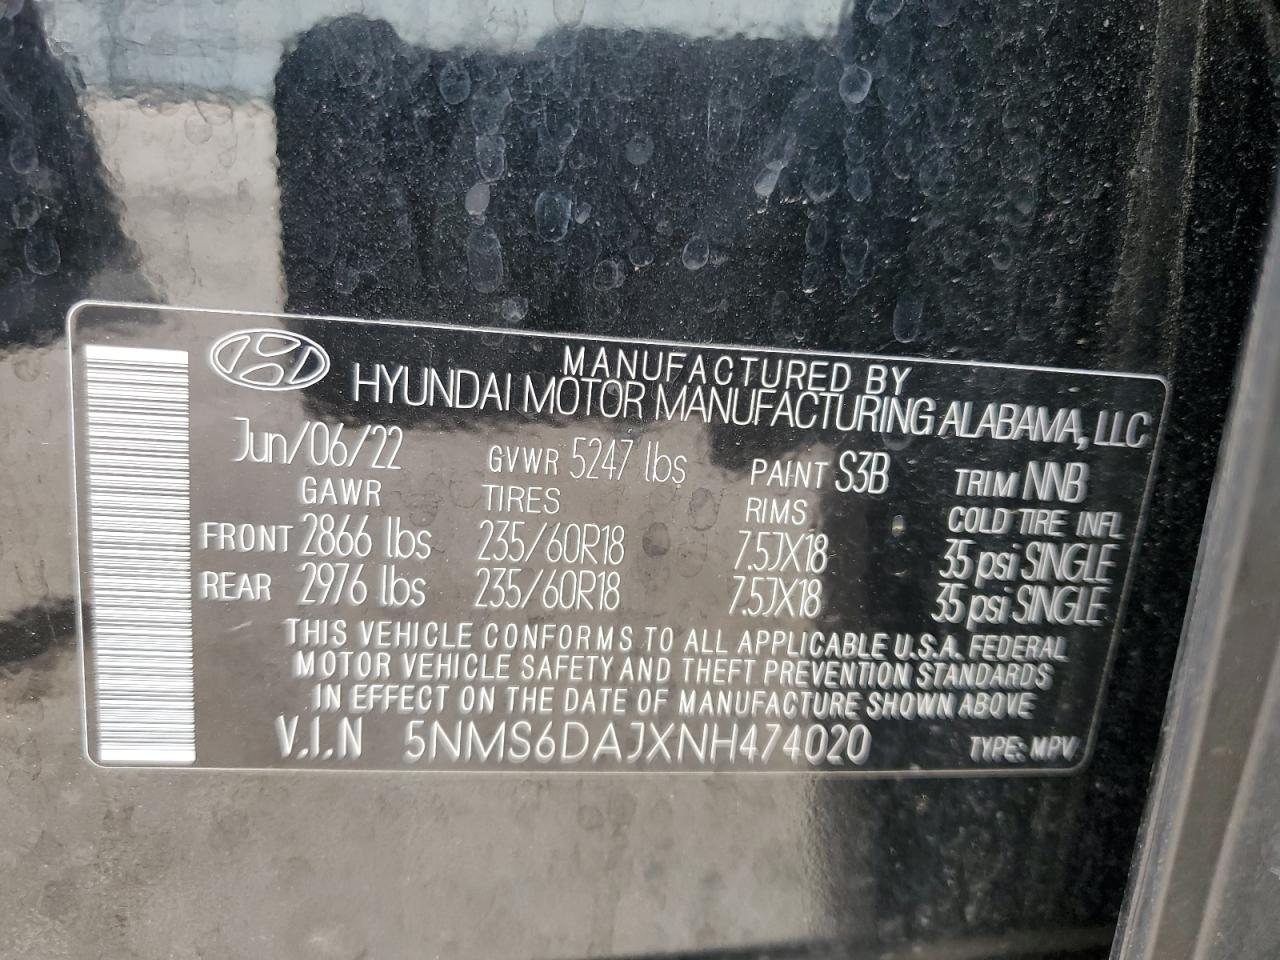 MANUFACTURED BY
HYUNDAI MOTOR MANUFACTURING ALABAMA, LLC
Jun/06/22 GVWR 5247 lbs PAINT S3B TRIM NNB
GAWR TIRES RIMS COLD TIRE INFL
FRONT 2866 lbs 235/60R18 7.5JX18 35 psi SINGLE
REAR 2976 lbs 235/60R18 7.5JX18 35 psi SINGLE
THIS VEHICLE CONFORMS TO ALL APPLICABLE U.S.A. FEDERAL
MOTOR VEHICLE SAFETY AND THEFT PREVENTION STANDARDS
IN EFFECT ON THE DATE OF MANUFACTURE SHOWN ABOVE
V.I.N 5NMS6DAJXNH474020 TYPE: MPV